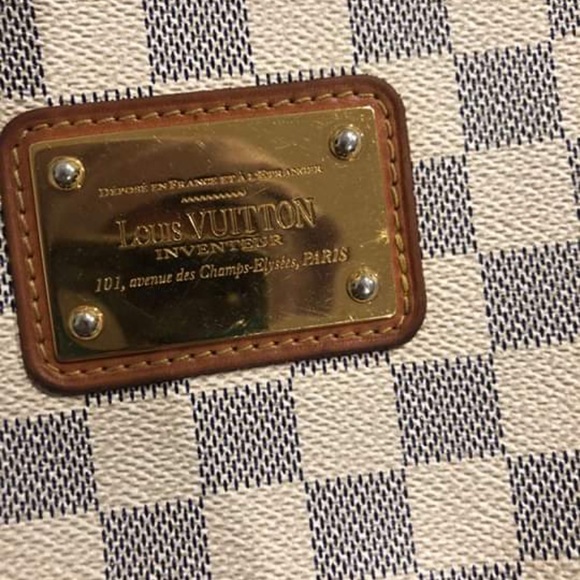 DÉPOSÉ EN FRANCE ET À L'ÉTRANGER
LOUIS VUITTON
INVENTEUR
101, avenue des Champs-Elysées, PARIS